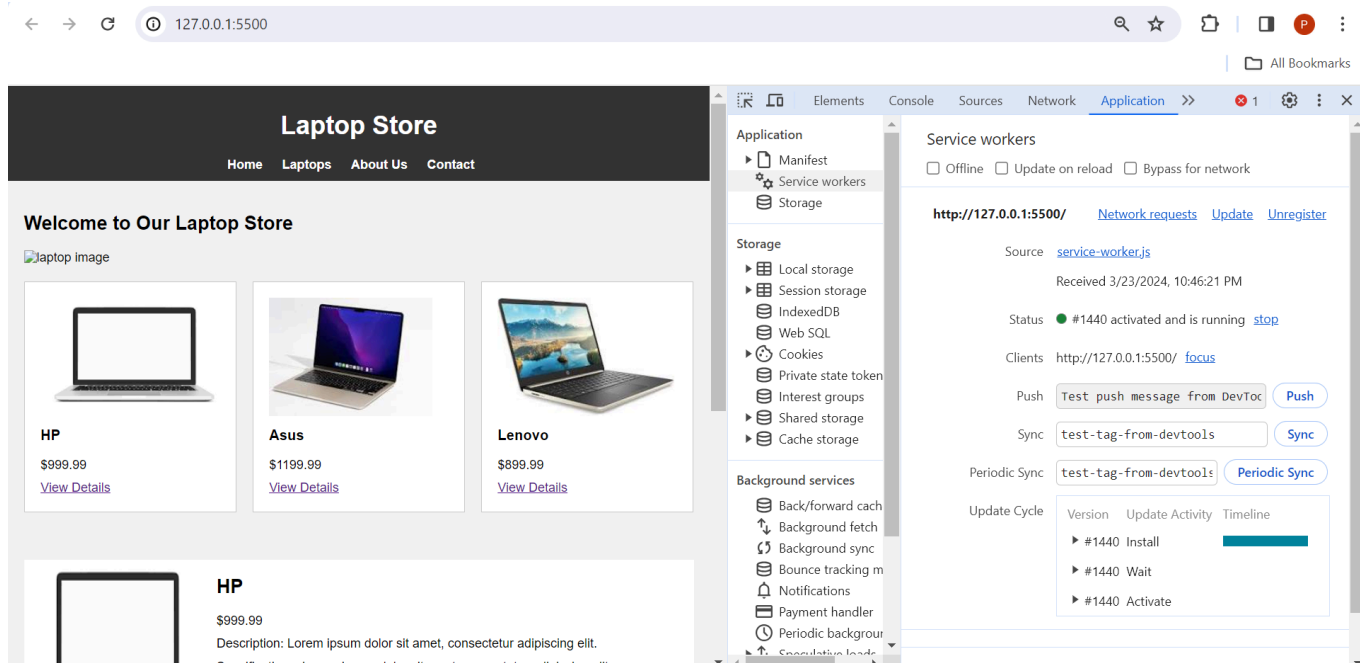 127.0.0.1:5500
P
All Bookmarks
Laptop Store
Home Laptops About Us Contact
Welcome to Our Laptop Store
laptop image
HP
$999.99
View Details
Asus
$1199.99
View Details
Lenovo
$899.99
View Details
HP
$999.99
Description: Lorem ipsum dolor sit amet, consectetur adipiscing elit.
Elements Console Sources Network Application 1
Application
Manifest
Service workers
Storage
Storage
Local storage
Session storage
IndexedDB
Web SQL
Cookies
Private state token
Interest groups
Shared storage
Cache storage
Background services
Back/forward cach
Background fetch
Background sync
Bounce tracking m
Notifications
Payment handler
Periodic backgrour
Speculative loads
Service workers
Offline Update on reload Bypass for network
http://127.0.0.1:5500/ Network requests Update Unregister
Source service-worker.js
Received 3/23/2024, 10:46:21 PM
Status #1440 activated and is running stop
Clients http://127.0.0.1:5500/ focus
Push Test push message from DevToo Push
Sync test-tag-from-devtools Sync
Periodic Sync test-tag-from-devtools Periodic Sync
Update Cycle Version Update Activity Timeline
#1440 Install
#1440 Wait
#1440 Activate